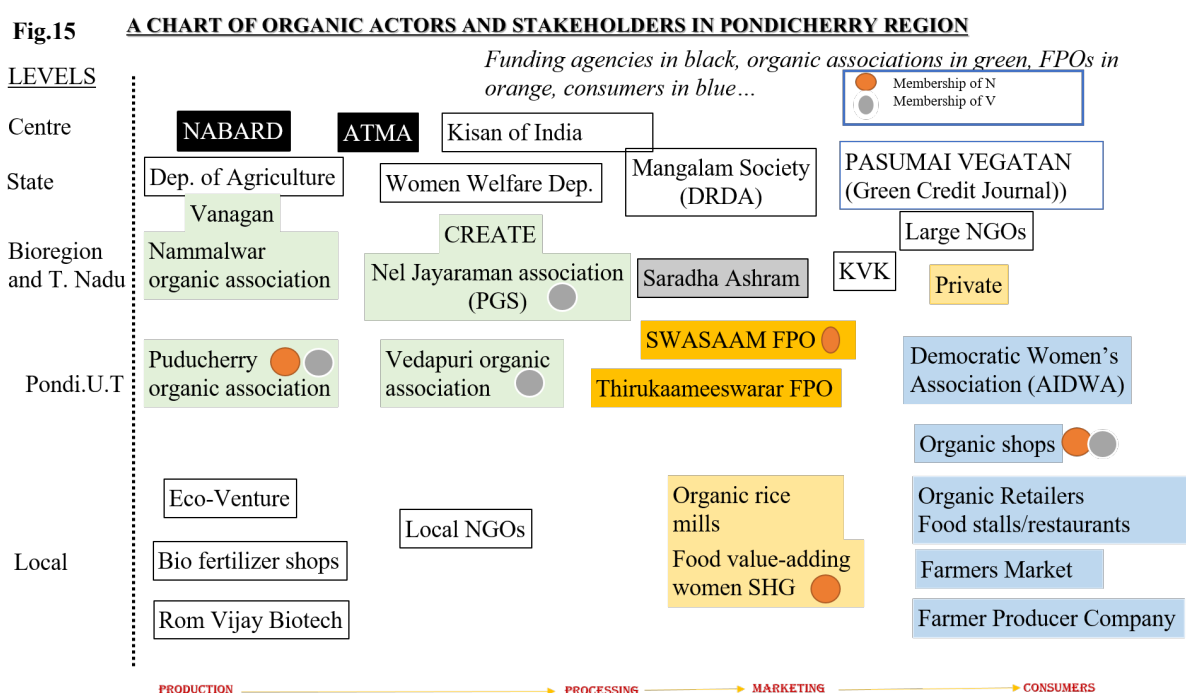 Fig.15
A CHART OF ORGANIC ACTORS AND STAKEHOLDERS IN PONDICHERRY REGION
Funding agencies in black, organic associations in green, FPOs in
orange, consumers in blue…
LEVELS
Membership of N
Membership of V
Centre
NABARD
ATMA
Kisan of India
State
Dep. of Agriculture
Women Welfare Dep.
Mangalam Society
(DRDA)
PASUMAI VEGATAN
(Green Credit Journal))
Vanagan
CREATE
Large NGOs
Bioregion
and T. Nadu
Nammalwar
organic association
Nel Jayaraman association
(PGS)
Saradha Ashram
KVK
Private
Pondi.U.T
Puducherry
organic association
Vedapuri organic
association
SWASAAM FPO
Thirukaameeswarar FPO
Democratic Women’s
Association (AIDWA)
Organic shops
Local
Eco-Venture
Bio fertilizer shops
Rom Vijay Biotech
Local NGOs
Organic rice
mills
Food value-adding
women SHG
Organic Retailers
Food stalls/restaurants
Farmers Market
Farmer Producer Company
PRODUCTION
PROCESSING
MARKETING
CONSUMERS